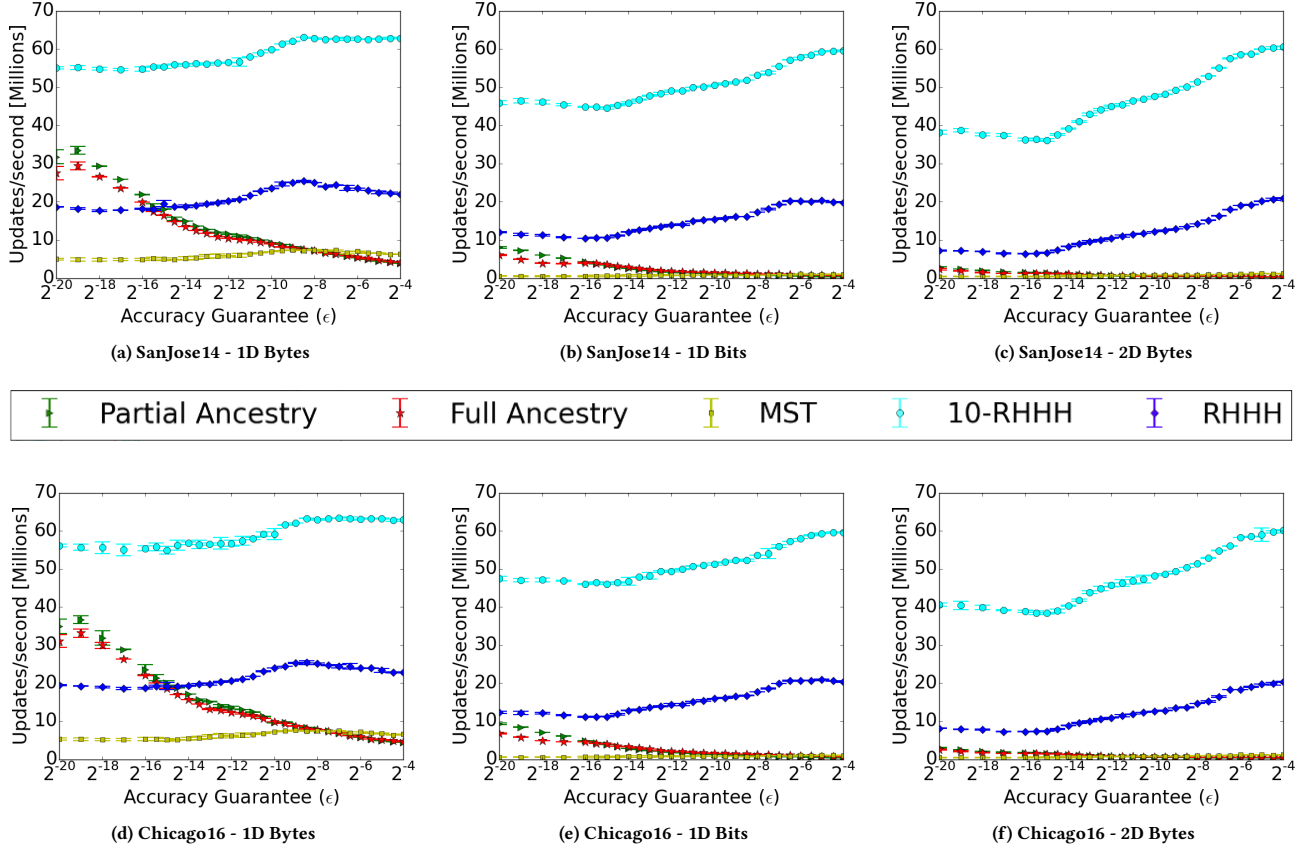 70
60
50
40
30
20
10
0
Updates/second [Millions]
2^-20 2^-18 2^-16 2^-14 2^-12 2^-10 2^-8 2^-6 2^-4
Accuracy Guarantee (ϵ)
(a) SanJose14 - 1D Bytes
70
60
50
40
30
20
10
0
Updates/second [Millions]
2^-20 2^-18 2^-16 2^-14 2^-12 2^-10 2^-8 2^-6 2^-4
Accuracy Guarantee (ϵ)
(b) SanJose14 - 1D Bits
70
60
50
40
30
20
10
0
Updates/second [Millions]
2^-20 2^-18 2^-16 2^-14 2^-12 2^-10 2^-8 2^-6 2^-4
Accuracy Guarantee (ϵ)
(c) SanJose14 - 2D Bytes
Partial Ancestry Full Ancestry MST 10-RHHH RHHH
70
60
50
40
30
20
10
0
Updates/second [Millions]
2^-20 2^-18 2^-16 2^-14 2^-12 2^-10 2^-8 2^-6 2^-4
Accuracy Guarantee (ϵ)
(d) Chicago16 - 1D Bytes
70
60
50
40
30
20
10
0
Updates/second [Millions]
2^-20 2^-18 2^-16 2^-14 2^-12 2^-10 2^-8 2^-6 2^-4
Accuracy Guarantee (ϵ)
(e) Chicago16 - 1D Bits
70
60
50
40
30
20
10
0
Updates/second [Millions]
2^-20 2^-18 2^-16 2^-14 2^-12 2^-10 2^-8 2^-6 2^-4
Accuracy Guarantee (ϵ)
(f) Chicago16 - 2D Bytes